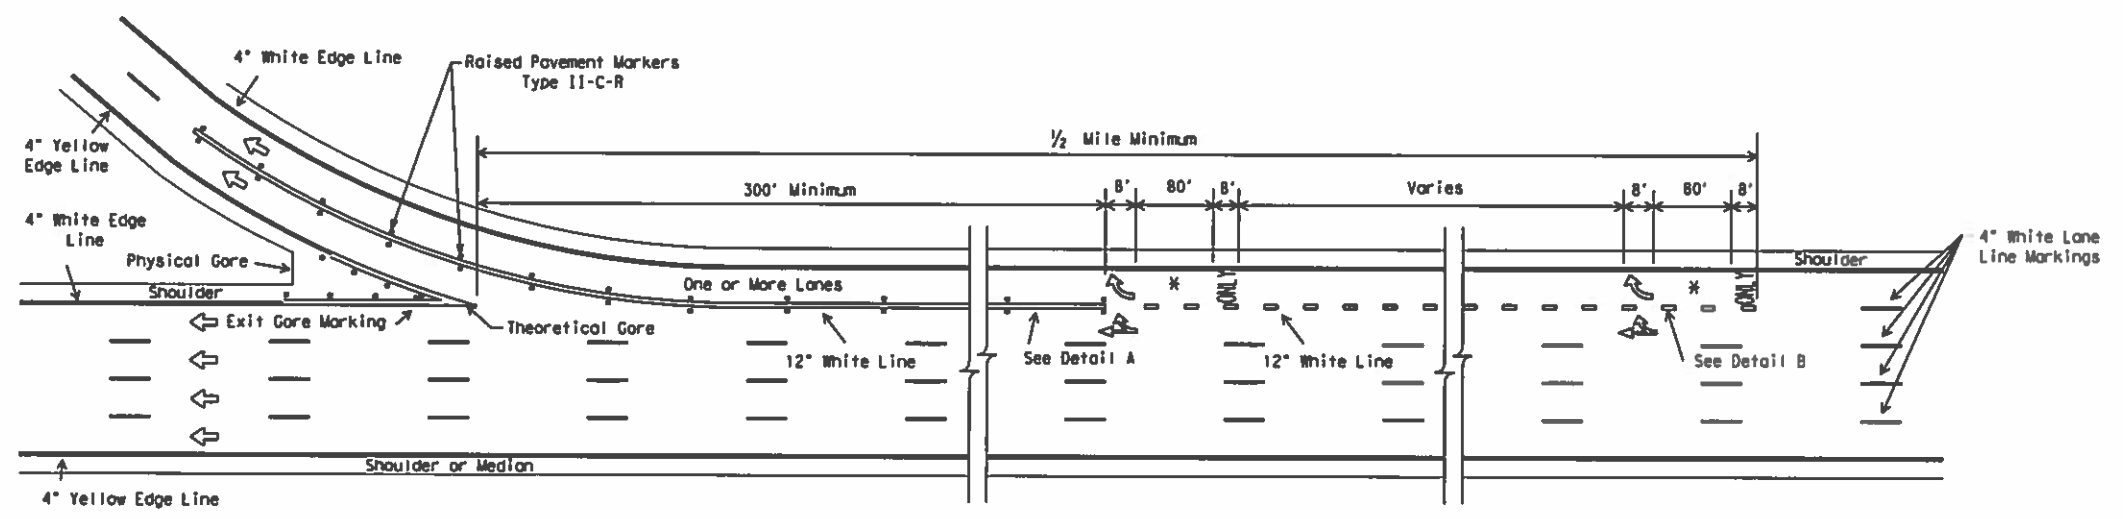 4" White Edge Line
Raised Pavement Markers
Type II-C-R
4" Yellow
Edge Line
½ Mile Minimum
300' Minimum
8'
80'
8'
Varies
8'
80'
8'
4" White Edge
Line
Physical Gore
Shoulder
One or More Lanes
*
ONLY
*
ONLY
Shoulder
4" White Lane
Line Markings
Exit Gore Marking
Theoretical Gore
12" White Line
See Detail A
12" White Line
See Detail B
Shoulder or Median
4" Yellow Edge Line